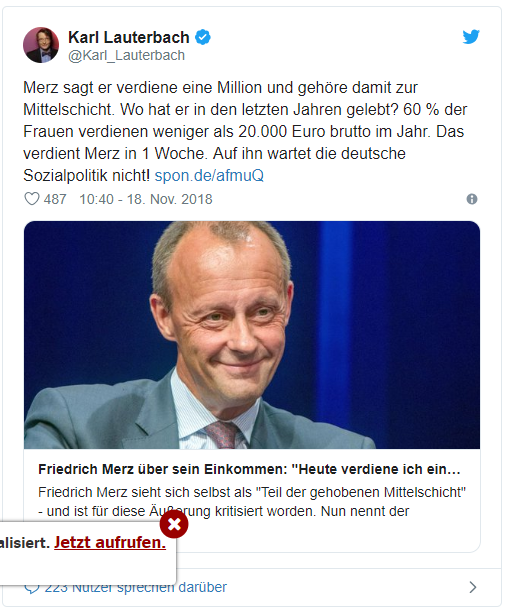 Karl Lauterbach
@Karl_Lauterbach
Merz sagt er verdiene eine Million und gehöre damit zur
Mittelschicht. Wo hat er in den letzten Jahren gelebt? 60 % der
Frauen verdienen weniger als 20.000 Euro brutto im Jahr. Das
verdient Merz in 1 Woche. Auf ihn wartet die deutsche
Sozialpolitik nicht! spon.de/afmuQ
487 10:40 - 18. Nov. 2018
Friedrich Merz über sein Einkommen: "Heute verdiene ich ein…
Friedrich Merz sieht sich selbst als "Teil der gehobenen Mittelschicht"
- und ist für diese Äußerung kritisiert worden. Nun nennt der
alisiert. Jetzt aufrufen.
223 Nutzer sprechen darüber